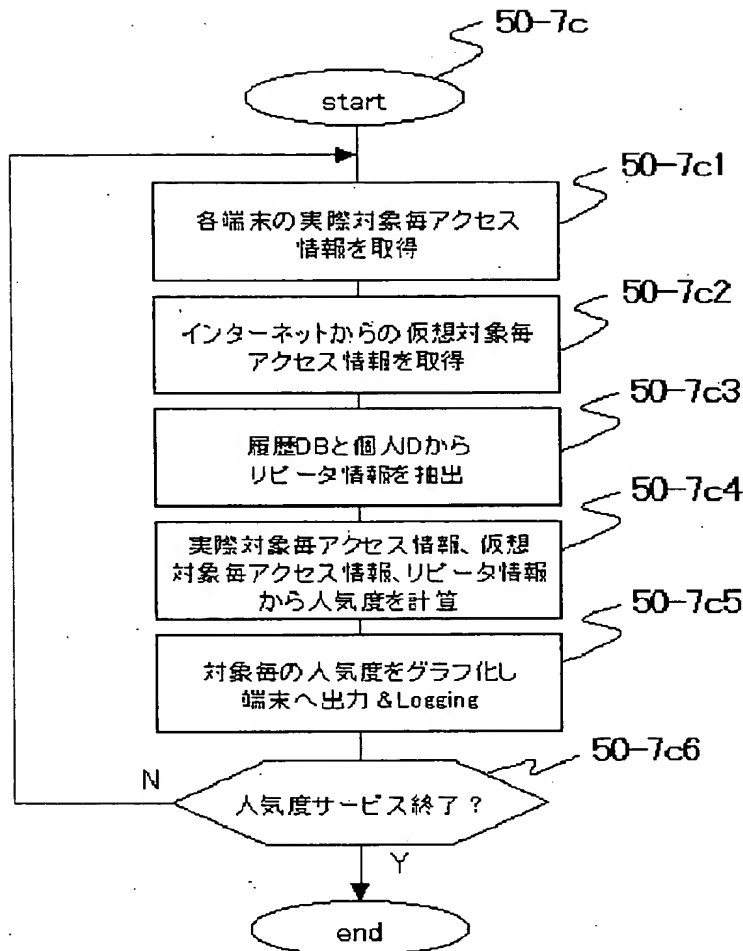 50-7c
start
50-7c1
各端末の実際対象毎アクセス
情報を取得
50-7c2
インターネットからの仮想対象毎
アクセス情報を取得
50-7c3
履歴DBと個人IDから
リピータ情報を抽出
50-7c4
実際対象毎アクセス情報、仮想
対象毎アクセス情報、リピータ情報
から人気度を計算
50-7c5
対象毎の人気度をグラフ化し
端末へ出力&Logging
50-7c6
N
人気度サービス終了?
Y
end